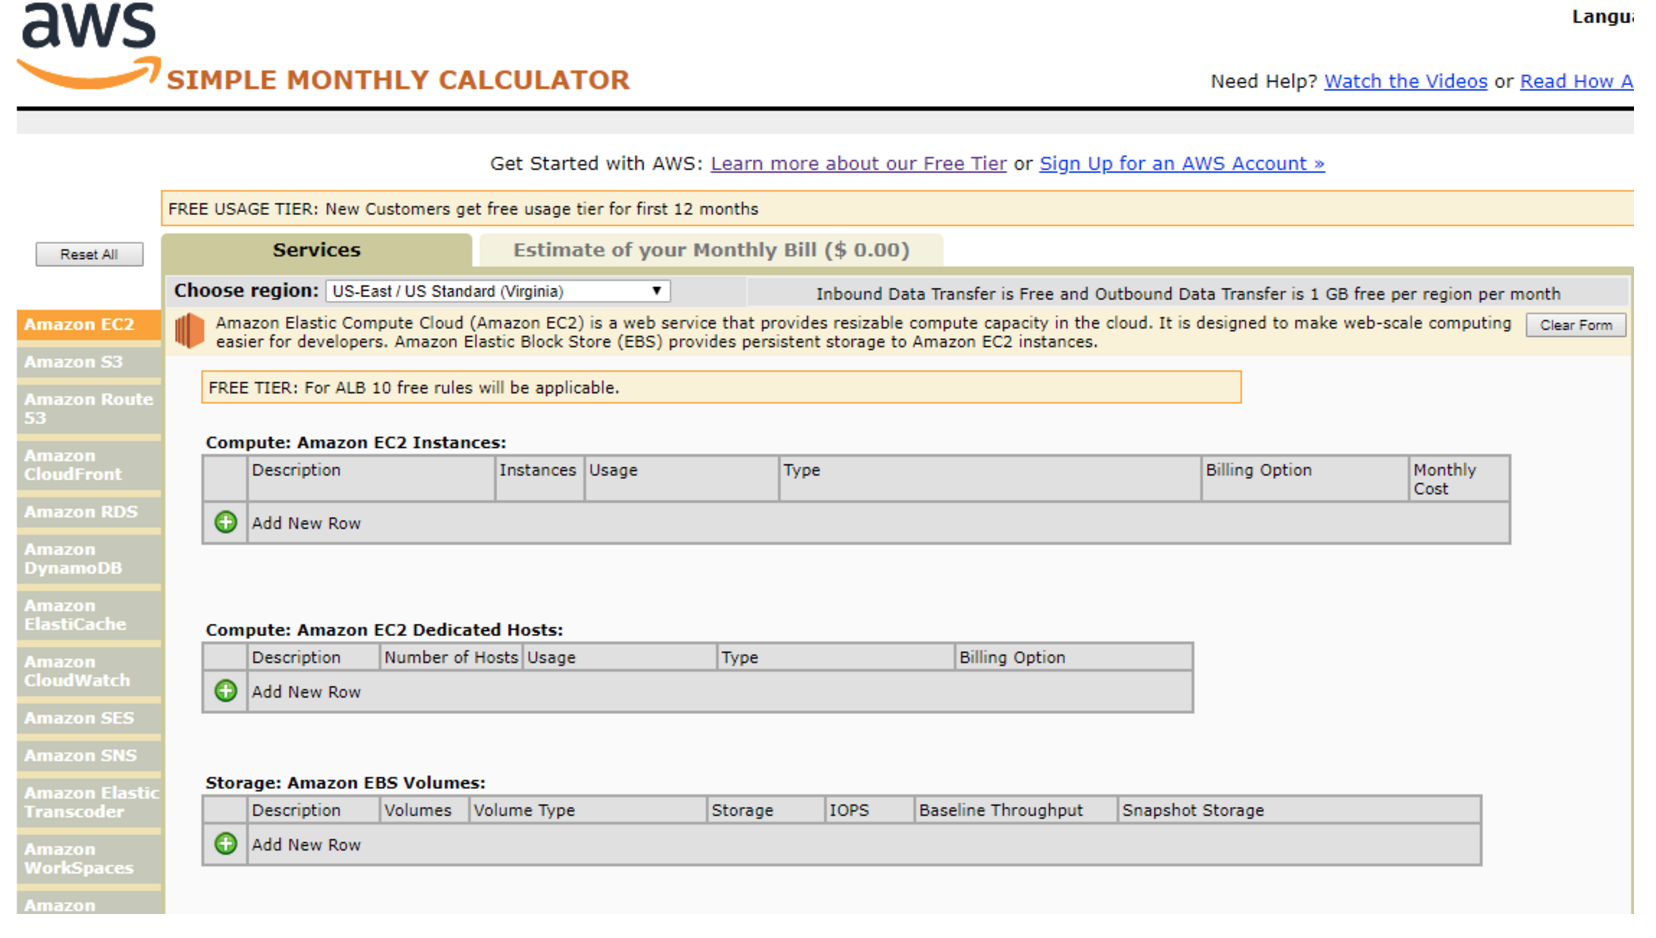 aws
Langua
SIMPLE MONTHLY CALCULATOR
Need Help? Watch the Videos or Read How A
Get Started with AWS: Learn more about our Free Tier or Sign Up for an AWS Account »
FREE USAGE TIER: New Customers get free usage tier for first 12 months
Reset All
Services
Estimate of your Monthly Bill ($ 0.00)
Choose region: US-East / US Standard (Virginia)
Inbound Data Transfer is Free and Outbound Data Transfer is 1 GB free per region per month
Amazon EC2
Amazon S3
Amazon Route
53
Amazon
CloudFront
Amazon RDS
Amazon
DynamoDB
Amazon
ElastiCache
Amazon
CloudWatch
Amazon SES
Amazon SNS
Amazon Elastic
Transcoder
Amazon
WorkSpaces
Amazon
Amazon Elastic Compute Cloud (Amazon EC2) is a web service that provides resizable compute capacity in the cloud. It is designed to make web-scale computing
easier for developers. Amazon Elastic Block Store (EBS) provides persistent storage to Amazon EC2 instances.
Clear Form
FREE TIER: For ALB 10 free rules will be applicable.
Compute: Amazon EC2 Instances:
Description Instances Usage Type Billing Option Monthly
Cost
Add New Row
Compute: Amazon EC2 Dedicated Hosts:
Description Number of Hosts Usage Type Billing Option
Add New Row
Storage: Amazon EBS Volumes:
Description Volumes Volume Type Storage IOPS Baseline Throughput Snapshot Storage
Add New Row